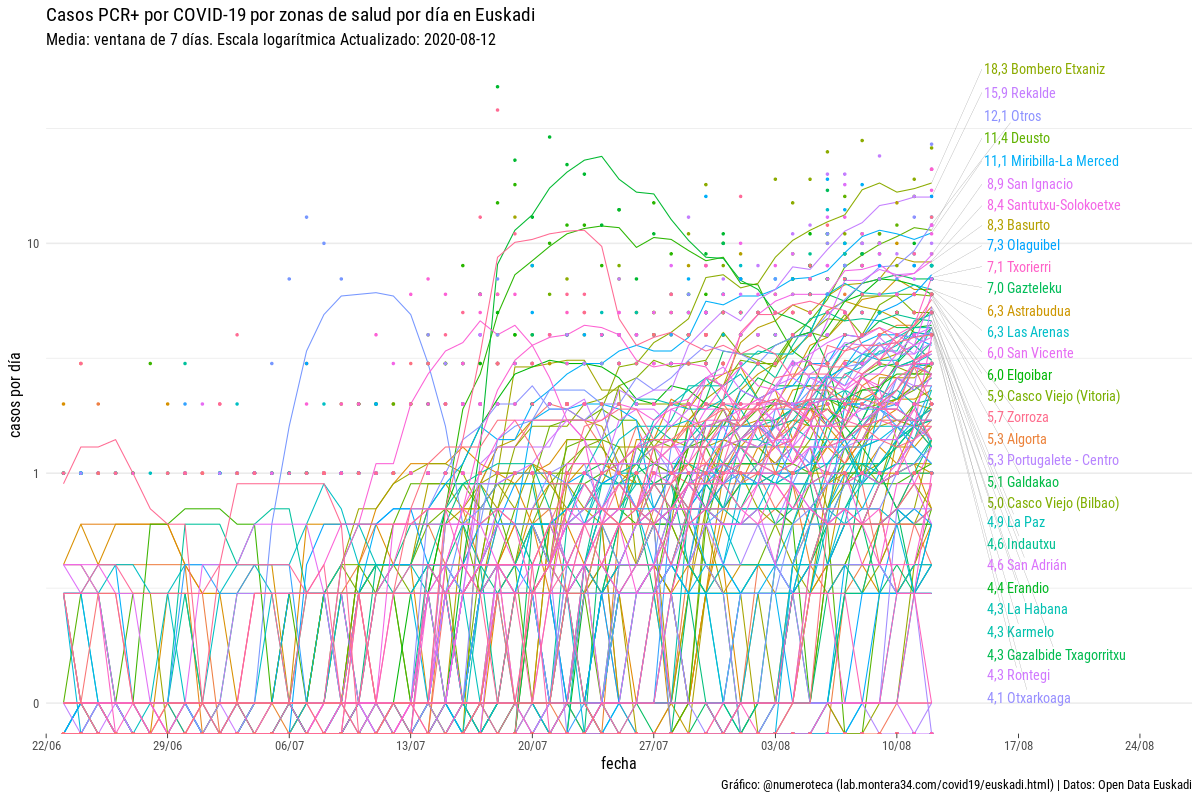 Casos PCR+ por COVID-19 por zonas de salud por día en Euskadi
Media: ventana de 7 días. Escala logarítmica Actualizado: 2020-08-12
18,3 Bombero Etxaniz
15,9 Rekalde
12,1 Otros
11,4 Deusto
11,1 Miribilla-La Merced
8,9 San Ignacio
8,4 Santutxu-Solokoetxe
8,3 Basurto
7,3 Olaguibel
7,1 Txorierri
7,0 Gazteleku
6,3 Astrabudua
6,3 Las Arenas
6,0 San Vicente
6,0 Elgoibar
5,9 Casco Viejo (Vitoria)
5,7 Zorroza
5,3 Algorta
5,3 Portugalete - Centro
5,1 Galdakao
5,0 Casco Viejo (Bilbao)
4,9 La Paz
4,6 Indautxu
4,6 San Adrián
4,4 Erandio
4,3 La Habana
4,3 Karmelo
4,3 Gazalbide Txagorritxu
4,3 Rontegi
4,1 Otxarkoaga
casos por día
10
1
0
22/06 29/06 06/07 13/07 20/07 27/07 03/08 10/08 17/08 24/08
fecha
Gráfico: @numeroteca (lab.montera34.com/covid19/euskadi.html) | Datos: Open Data Euskadi